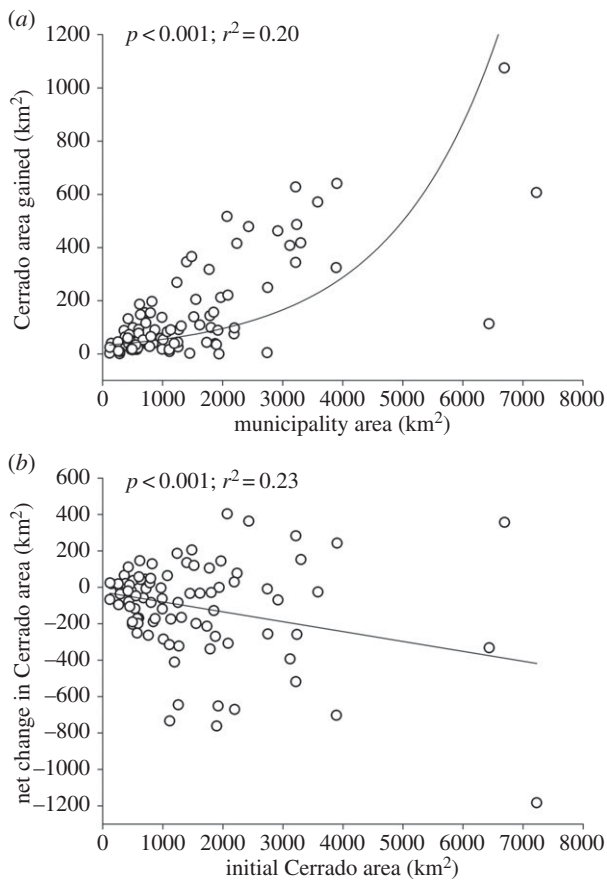 (a)
1200
p < 0.001; r² = 0.20
1000
800
600
400
200
0
Cerrado area gained (km²)
0 1000 2000 3000 4000 5000 6000 7000 8000
municipality area (km²)
(b)
600
p < 0.001; r² = 0.23
400
200
0
−200
−400
−600
−800
−1000
−1200
net change in Cerrado area (km²)
0 1000 2000 3000 4000 5000 6000 7000 8000
initial Cerrado area (km²)